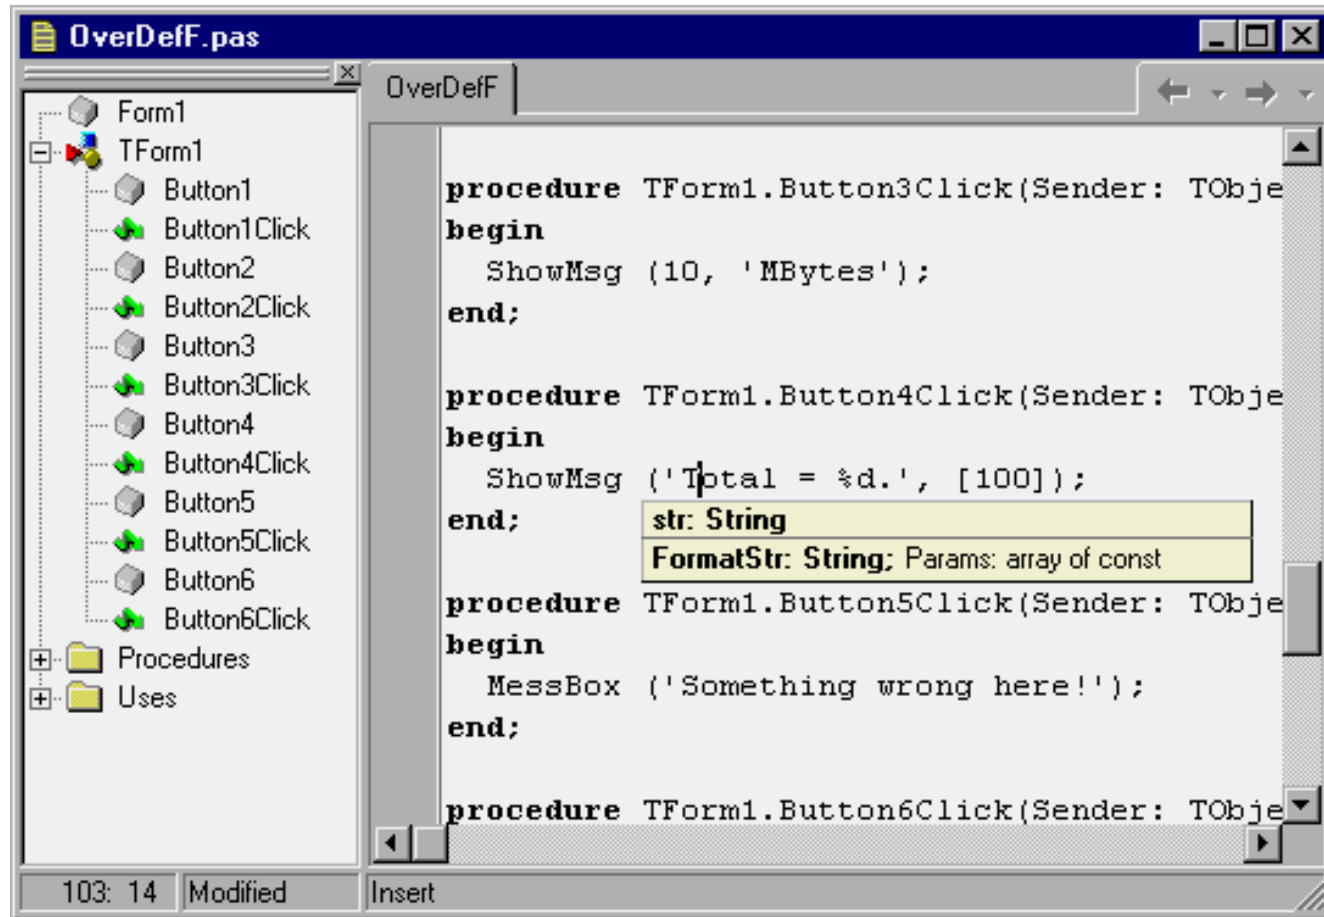 OverDefF.pas
Form1
TForm1
Button1
Button1Click
Button2
Button2Click
Button3
Button3Click
Button4
Button4Click
Button5
Button5Click
Button6
Button6Click
Procedures
Uses
OverDefF
procedure TForm1.Button3Click(Sender: TObje
begin
ShowMsg (10, 'MBytes');
end;
procedure TForm1.Button4Click(Sender: TObje
begin
ShowMsg ('Total = %d.', [100]);
end;
str: String
FormatStr: String; Params: array of const
procedure TForm1.Button5Click(Sender: TObje
begin
MessBox ('Something wrong here!');
end;
procedure TForm1.Button6Click(Sender: TObje
103: 14 Modified Insert